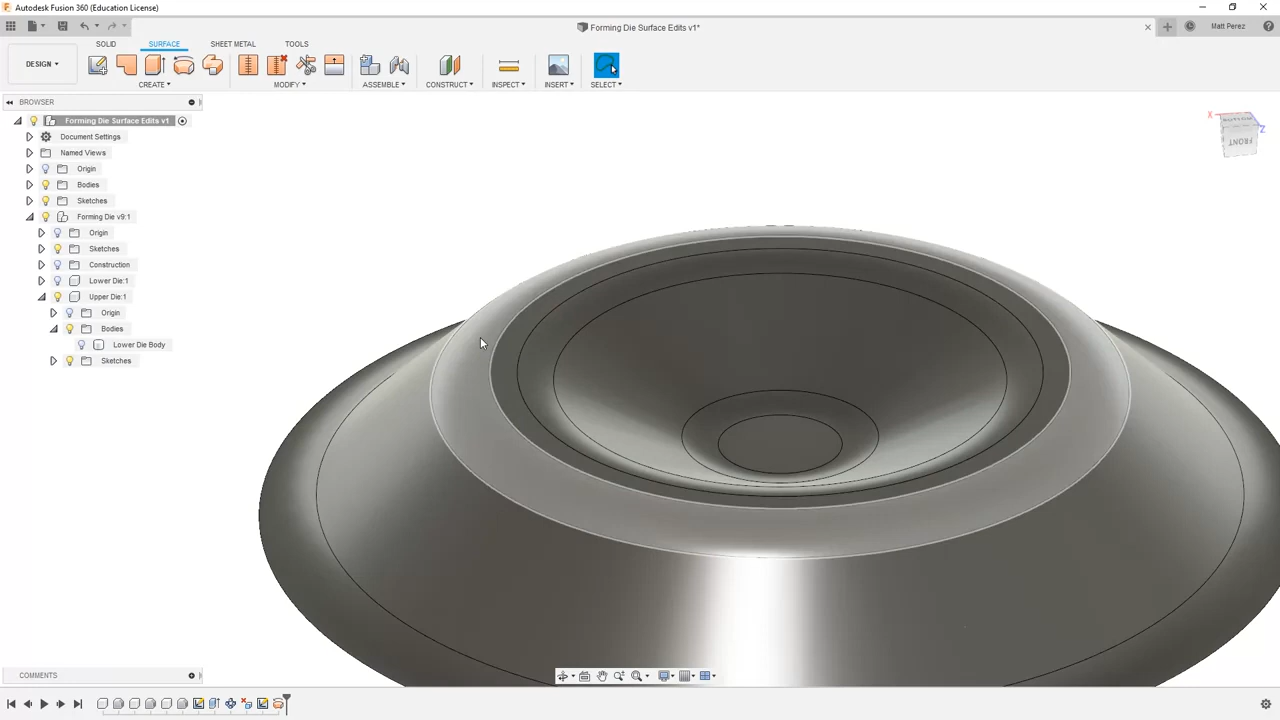 Autodesk Fusion 360 (Education License)
Forming Die Surface Edits v1*
Matt Perez
SOLID SURFACE SHEET METAL TOOLS
DESIGN
CREATE MODIFY ASSEMBLE CONSTRUCT INSPECT INSERT SELECT
BROWSER
Forming Die Surface Edits v1
Document Settings
Named Views
Origin
Bodies
Sketches
Forming Die v9:1
Origin
Sketches
Construction
Lower Die:1
Upper Die:1
Origin
Bodies
Lower Die Body
Sketches
X
Z
FRONT
COMMENTS